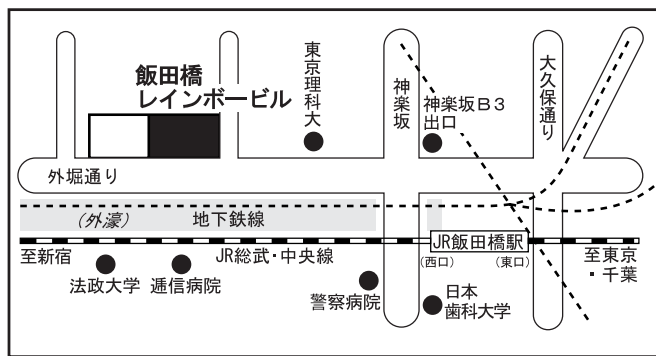 飯田橋
レインボービル
東京理科大
神楽坂
神楽坂B3
出口
大久保通り
外堀通り
(外濠)
地下鉄線
JR飯田橋駅
(西口)
(東口)
至新宿
JR総武・中央線
至東京
・千葉
法政大学
逓信病院
警察病院
日本
歯科大学